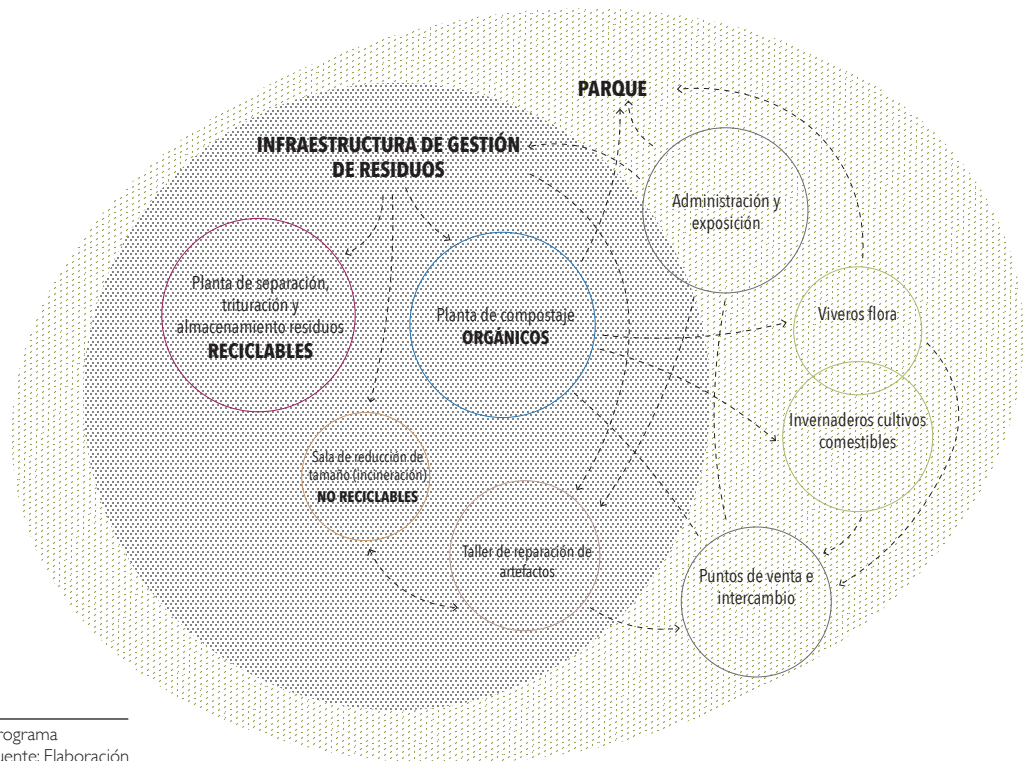 PARQUE
INFRAESTRUCTURA DE GESTIÓN
DE RESIDUOS
Administración y
exposición
Planta de separación,
trituración y
almacenamiento residuos
RECICLABLES
Planta de compostaje
ORGÁNICOS
Viveros flora
Invernaderos cultivos
comestibles
Sala de reducción de
tamaño (incineración)
NO RECICLABLES
Taller de reparación de
artefactos
Puntos de venta e
intercambio
rograma
uente: Elaboración